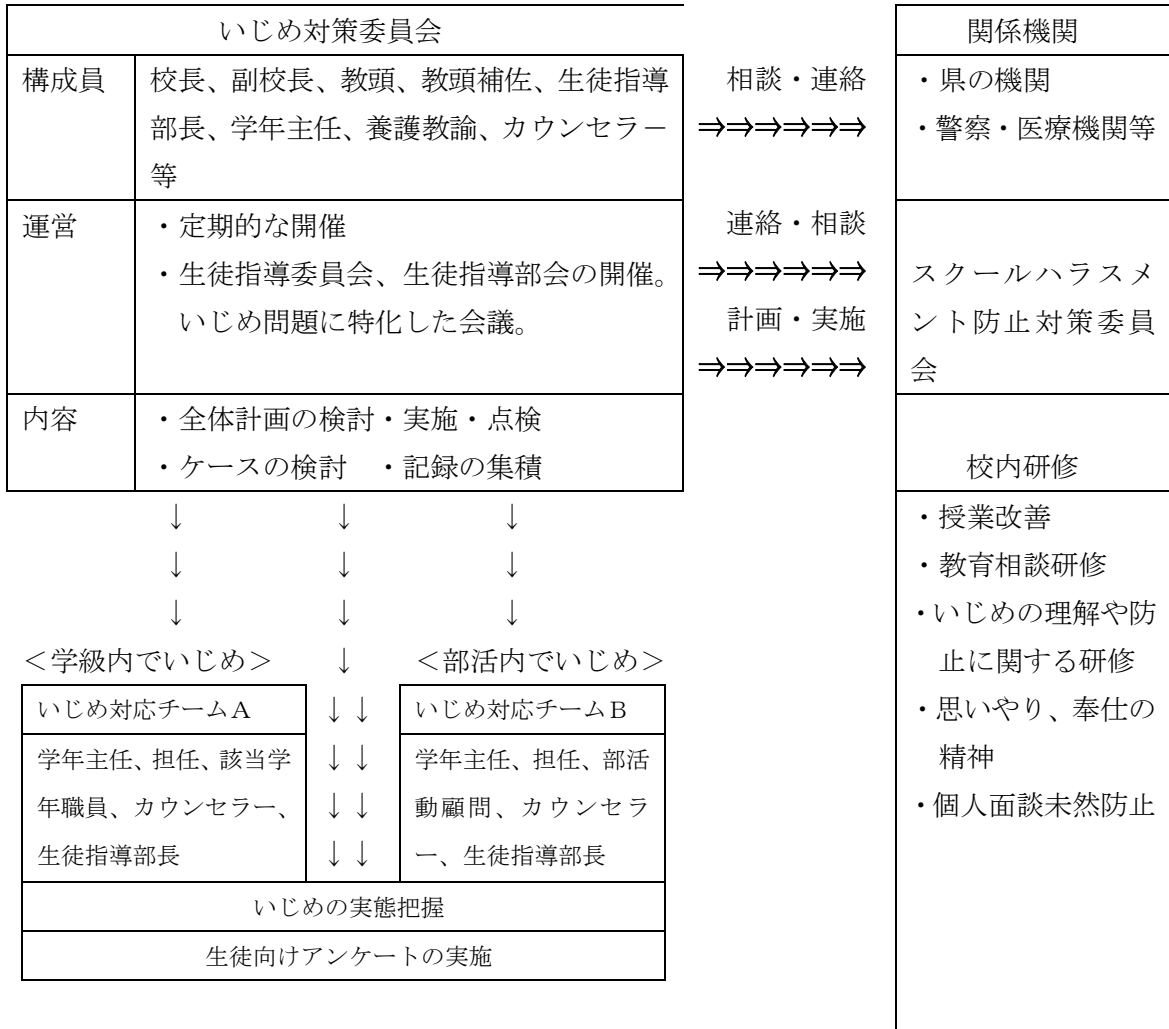 いじめ対策委員会
構成員
校長、副校長、教頭、教頭補佐、生徒指導
部長、学年主任、養護教諭、カウンセラ－
等
運営
・定期的な開催
・生徒指導委員会、生徒指導部会の開催。
いじめ問題に特化した会議。
内容
・全体計画の検討・実施・点検
・ケースの検討　・記録の集積
相談・連絡
⇒⇒⇒⇒⇒⇒
連絡・相談
⇒⇒⇒⇒⇒⇒
計画・実施
⇒⇒⇒⇒⇒⇒
関係機関
・県の機関
・警察・医療機関等
スクールハラスメ
ント防止対策委員
会
校内研修
・授業改善
・教育相談研修
・いじめの理解や防
止に関する研修
・思いやり、奉仕の
精神
・個人面談未然防止
↓　↓　↓
↓　↓　↓
↓　↓　↓
＜学級内でいじめ＞　↓　＜部活内でいじめ＞
いじめ対応チームＡ
学年主任、担任、該当学
年職員、カウンセラー、
生徒指導部長
↓↓
↓↓
↓↓
↓↓
いじめ対応チームＢ
学年主任、担任、部活
動顧問、カウンセラ
ー、生徒指導部長
いじめの実態把握
生徒向けアンケートの実施